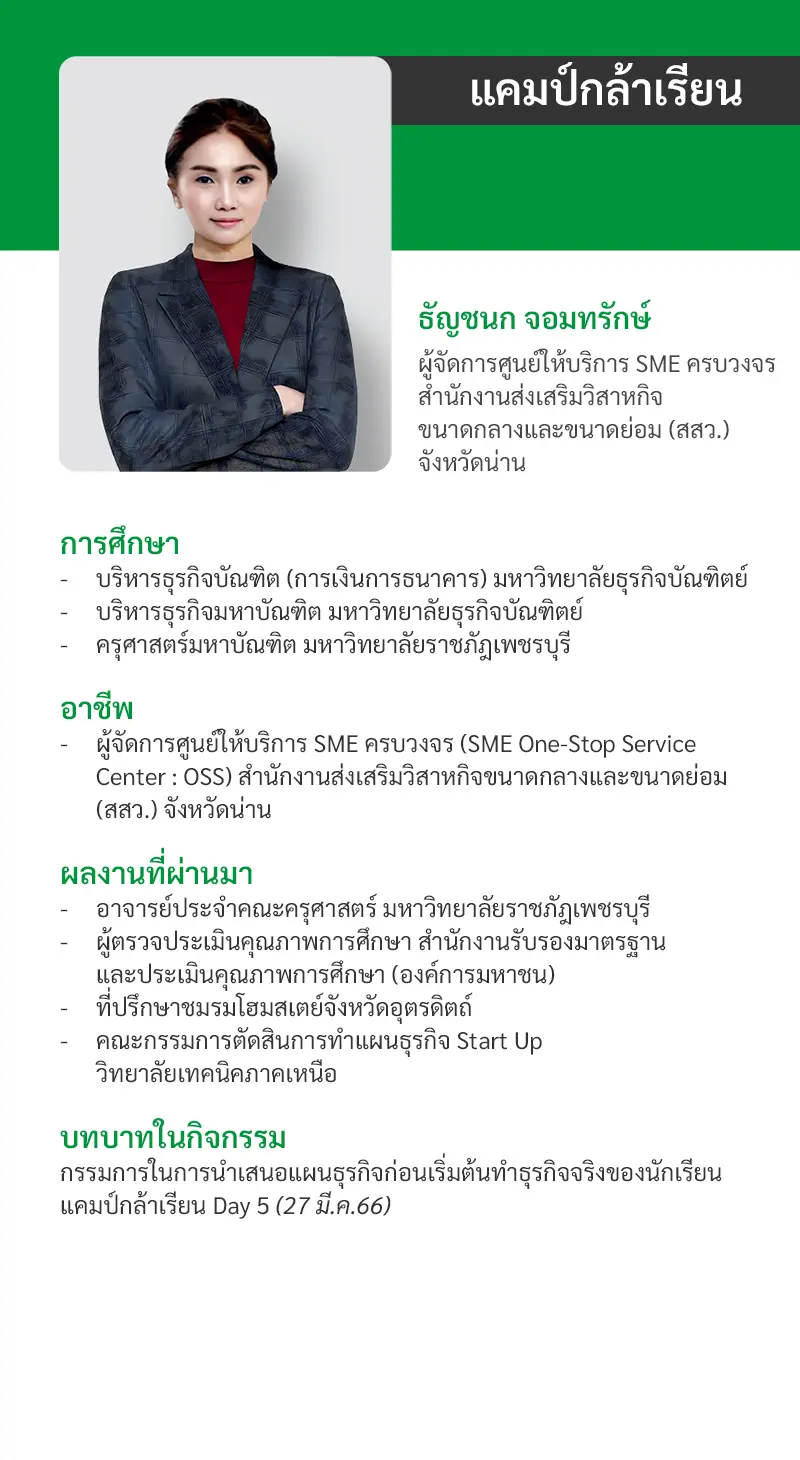 แคมป์กล้าเรียน
ธัญชนก จอมทรักษ์
ผู้จัดการศูนย์ให้บริการ SME ครบวงจร
สำนักงานส่งเสริมวิสาหกิจ
ขนาดกลางและขนาดย่อม (สสว.)
จังหวัดน่าน
การศึกษา
- บริหารธุรกิจบัณฑิต (การเงินการธนาคาร) มหาวิทยาลัยธุรกิจบัณฑิตย์
- บริหารธุรกิจมหาบัณฑิต มหาวิทยาลัยธุรกิจบัณฑิตย์
- ครุศาสตร์มหาบัณฑิต มหาวิทยาลัยราชภัฎเพชรบุรี
อาชีพ
- ผู้จัดการศูนย์ให้บริการ SME ครบวงจร (SME One-Stop Service
Center : OSS) สำนักงานส่งเสริมวิสาหกิจขนาดกลางและขนาดย่อม
(สสว.) จังหวัดน่าน
ผลงานที่ผ่านมา
- อาจารย์ประจำคณะครุศาสตร์ มหาวิทยาลัยราชภัฎเพชรบุรี
- ผู้ตรวจประเมินคุณภาพการศึกษา สำนักงานรับรองมาตรฐาน
และประเมินคุณภาพการศึกษา (องค์การมหาชน)
- ที่ปรึกษาชมรมโฮมสเตย์จังหวัดอุตรดิตถ์
- คณะกรรมการตัดสินการทำแผนธุรกิจ Start Up
วิทยาลัยเทคนิคภาคเหนือ
บทบาทในกิจกรรม
กรรมการในการนำเสนอแผนธุรกิจก่อนเริ่มต้นทำธุรกิจจริงของนักเรียน
แคมป์กล้าเรียน Day 5 (27 มี.ค.66)